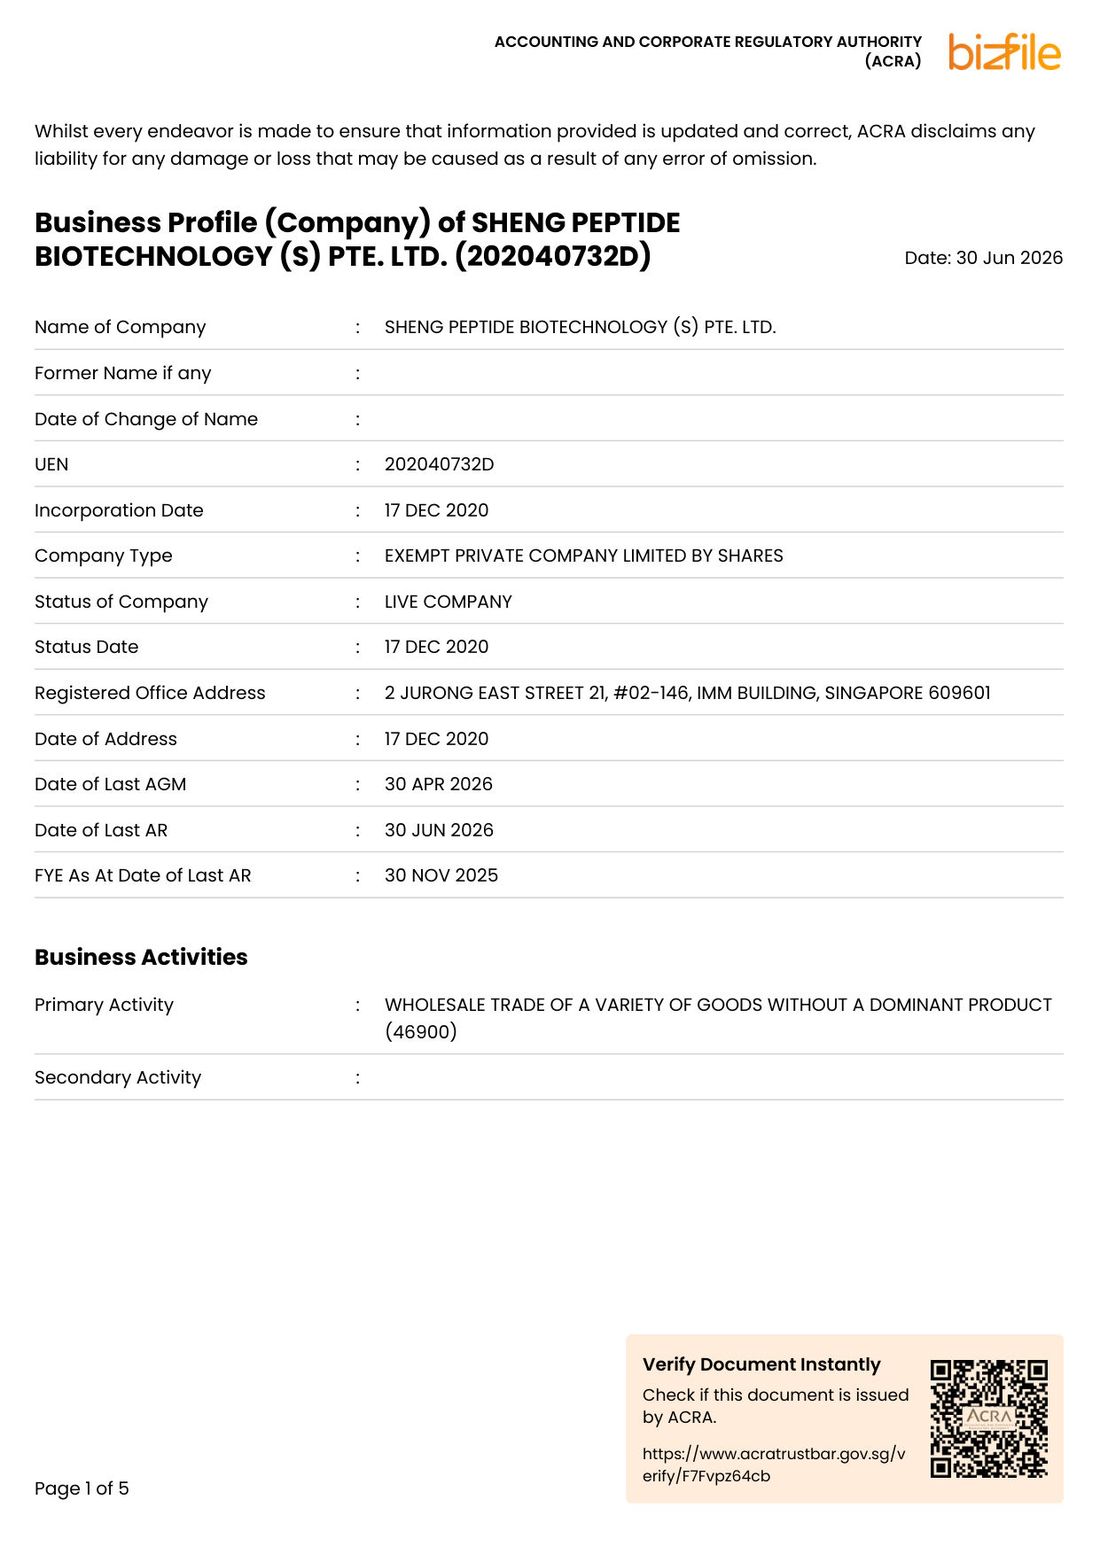 ACCOUNTING AND CORPORATE REGULATORY AUTHORITY
(ACRA)
bizfile
Whilst every endeavor is made to ensure that information provided is updated and correct, ACRA disclaims any
liability for any damage or loss that may be caused as a result of any error of omission.
Business Profile (Company) of SHENG PEPTIDE
BIOTECHNOLOGY (S) PTE. LTD. (202040732D)
Date: 30 Jun 2026
Name of Company : SHENG PEPTIDE BIOTECHNOLOGY (S) PTE. LTD.
Former Name if any :
Date of Change of Name :
UEN : 202040732D
Incorporation Date : 17 DEC 2020
Company Type : EXEMPT PRIVATE COMPANY LIMITED BY SHARES
Status of Company : LIVE COMPANY
Status Date : 17 DEC 2020
Registered Office Address : 2 JURONG EAST STREET 21, #02-146, IMM BUILDING, SINGAPORE 609601
Date of Address : 17 DEC 2020
Date of Last AGM : 30 APR 2026
Date of Last AR : 30 JUN 2026
FYE As At Date of Last AR : 30 NOV 2025
Business Activities
Primary Activity : WHOLESALE TRADE OF A VARIETY OF GOODS WITHOUT A DOMINANT PRODUCT
(46900)
Secondary Activity :
Verify Document Instantly
Check if this document is issued
by ACRA.
https://www.acratrustbar.gov.sg/v
erify/F7Fvpz64cb
ACRA
Page 1 of 5